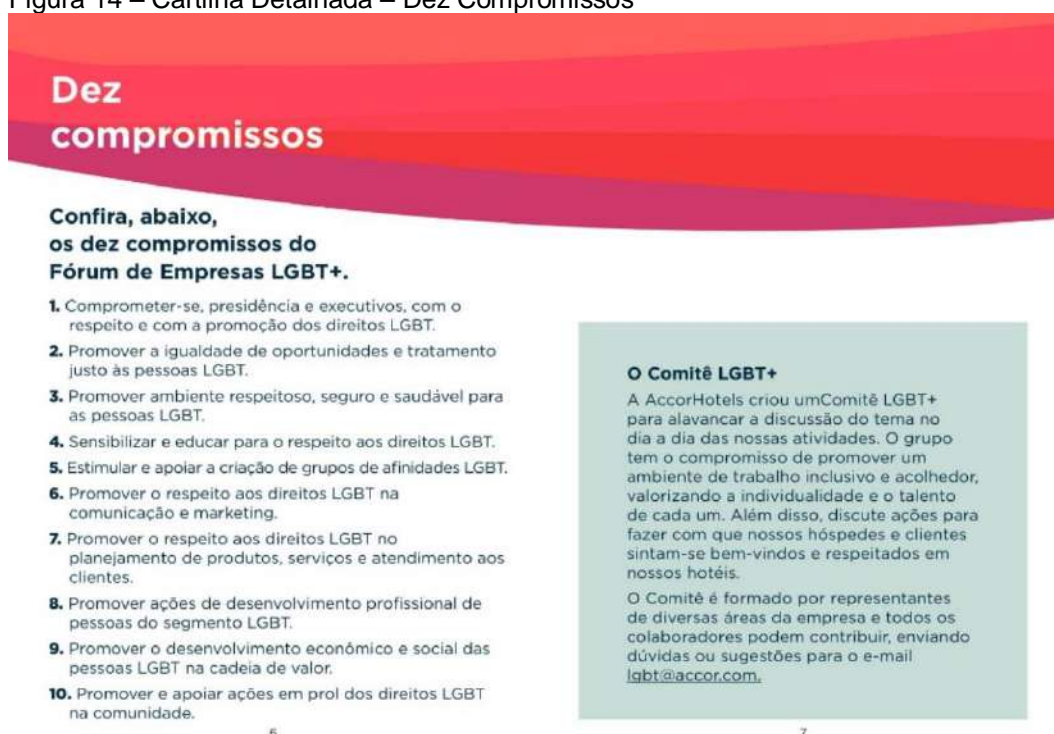 Figura 14 – Cartilha Detalhada – Dez Compromissos
Dez
compromissos
Confira, abaixo,
os dez compromissos do
Fórum de Empresas LGBT+.
1. Comprometer-se, presidência e executivos, com o
respeito e com a promoção dos direitos LGBT.
2. Promover a igualdade de oportunidades e tratamento
justo às pessoas LGBT.
3. Promover ambiente respeitoso, seguro e saudável para
as pessoas LGBT.
4. Sensibilizar e educar para o respeito aos direitos LGBT.
5. Estimular e apoiar a criação de grupos de afinidades LGBT.
6. Promover o respeito aos direitos LGBT na
comunicação e marketing.
7. Promover o respeito aos direitos LGBT no
planejamento de produtos, serviços e atendimento aos
clientes.
8. Promover ações de desenvolvimento profissional de
pessoas do segmento LGBT.
9. Promover o desenvolvimento econômico e social das
pessoas LGBT na cadeia de valor.
10. Promover e apoiar ações em prol dos direitos LGBT
na comunidade.
6
O Comitê LGBT+
A AccorHotels criou umComitê LGBT+
para alavancar a discussão do tema no
dia a dia das nossas atividades. O grupo
tem o compromisso de promover um
ambiente de trabalho inclusivo e acolhedor,
valorizando a individualidade e o talento
de cada um. Além disso, discute ações para
fazer com que nossos hóspedes e clientes
sintam-se bem-vindos e respeitados em
nossos hotéis.
O Comitê é formado por representantes
de diversas áreas da empresa e todos os
colaboradores podem contribuir, enviando
dúvidas ou sugestões para o e-mail
lgbt@accor.com.
7